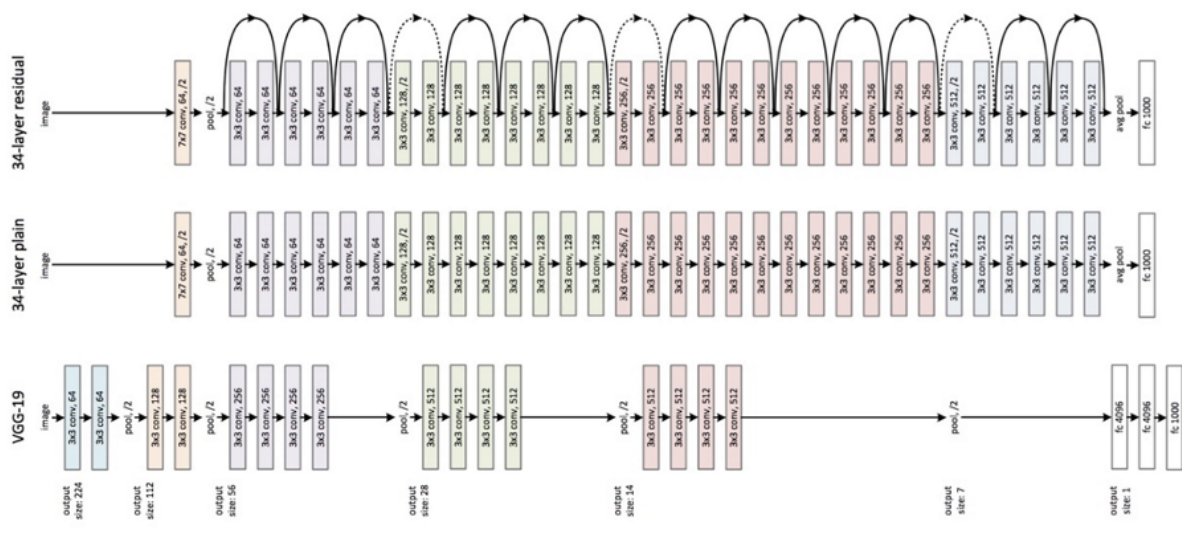 output
size: 224
output
size: 112
output
size: 56
output
size: 28
output
size: 14
output
size: 7
output
size: 1
VGG-19
image
3x3 conv, 64
3x3 conv, 64
pool, /2
3x3 conv, 128
3x3 conv, 128
pool, /2
3x3 conv, 256
3x3 conv, 256
3x3 conv, 256
3x3 conv, 256
pool, /2
3x3 conv, 512
3x3 conv, 512
3x3 conv, 512
3x3 conv, 512
pool, /2
3x3 conv, 512
3x3 conv, 512
3x3 conv, 512
3x3 conv, 512
pool, /2
fc 4096
fc 4096
fc 1000
34-layer plain
image
7x7 conv, 64, /2
pool, /2
3x3 conv, 64
3x3 conv, 64
3x3 conv, 64
3x3 conv, 64
3x3 conv, 64
3x3 conv, 64
3x3 conv, 128, /2
3x3 conv, 128
3x3 conv, 128
3x3 conv, 128
3x3 conv, 128
3x3 conv, 128
3x3 conv, 128
3x3 conv, 128
3x3 conv, 256, /2
3x3 conv, 256
3x3 conv, 256
3x3 conv, 256
3x3 conv, 256
3x3 conv, 256
3x3 conv, 256
3x3 conv, 256
3x3 conv, 256
3x3 conv, 256
3x3 conv, 256
3x3 conv, 256
3x3 conv, 512, /2
3x3 conv, 512
3x3 conv, 512
3x3 conv, 512
3x3 conv, 512
3x3 conv, 512
avg pool
fc 1000
34-layer residual
image
7x7 conv, 64, /2
pool, /2
3x3 conv, 64
3x3 conv, 64
3x3 conv, 64
3x3 conv, 64
3x3 conv, 64
3x3 conv, 64
3x3 conv, 128, /2
3x3 conv, 128
3x3 conv, 128
3x3 conv, 128
3x3 conv, 128
3x3 conv, 128
3x3 conv, 128
3x3 conv, 128
3x3 conv, 256, /2
3x3 conv, 256
3x3 conv, 256
3x3 conv, 256
3x3 conv, 256
3x3 conv, 256
3x3 conv, 256
3x3 conv, 256
3x3 conv, 256
3x3 conv, 256
3x3 conv, 256
3x3 conv, 256
3x3 conv, 512, /2
3x3 conv, 512
3x3 conv, 512
3x3 conv, 512
3x3 conv, 512
3x3 conv, 512
avg pool
fc 1000